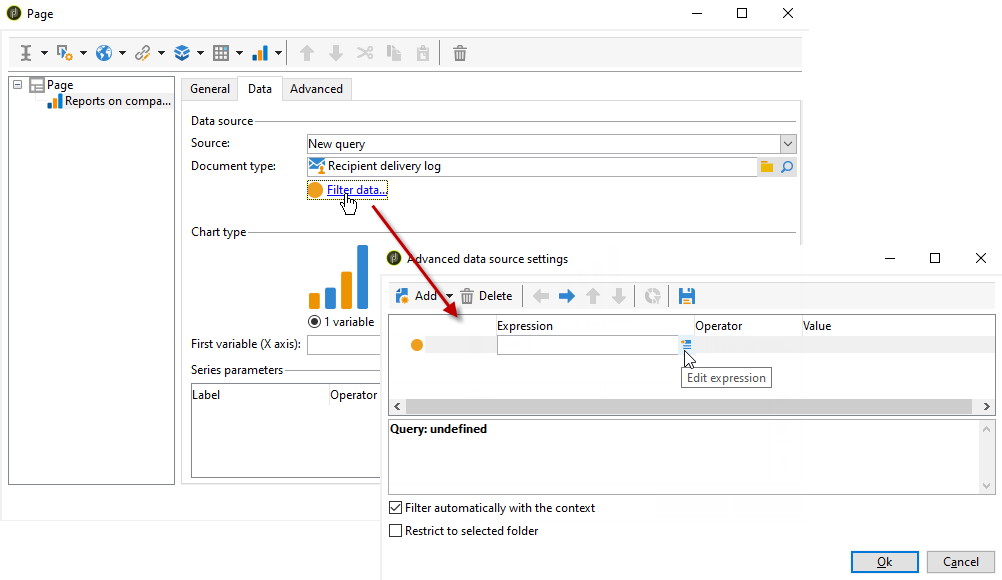 Page
Page
Reports on compa...
General Data Advanced
Data source
Source: New query
Document type: Recipient delivery log
Filter data...
Chart type
1 variable
First variable (X axis):
Series parameters
Label Operator
Advanced data source settings
Add Delete
Expression Operator Value
Edit expression
Query: undefined
Filter automatically with the context
Restrict to selected folder
Ok Cancel